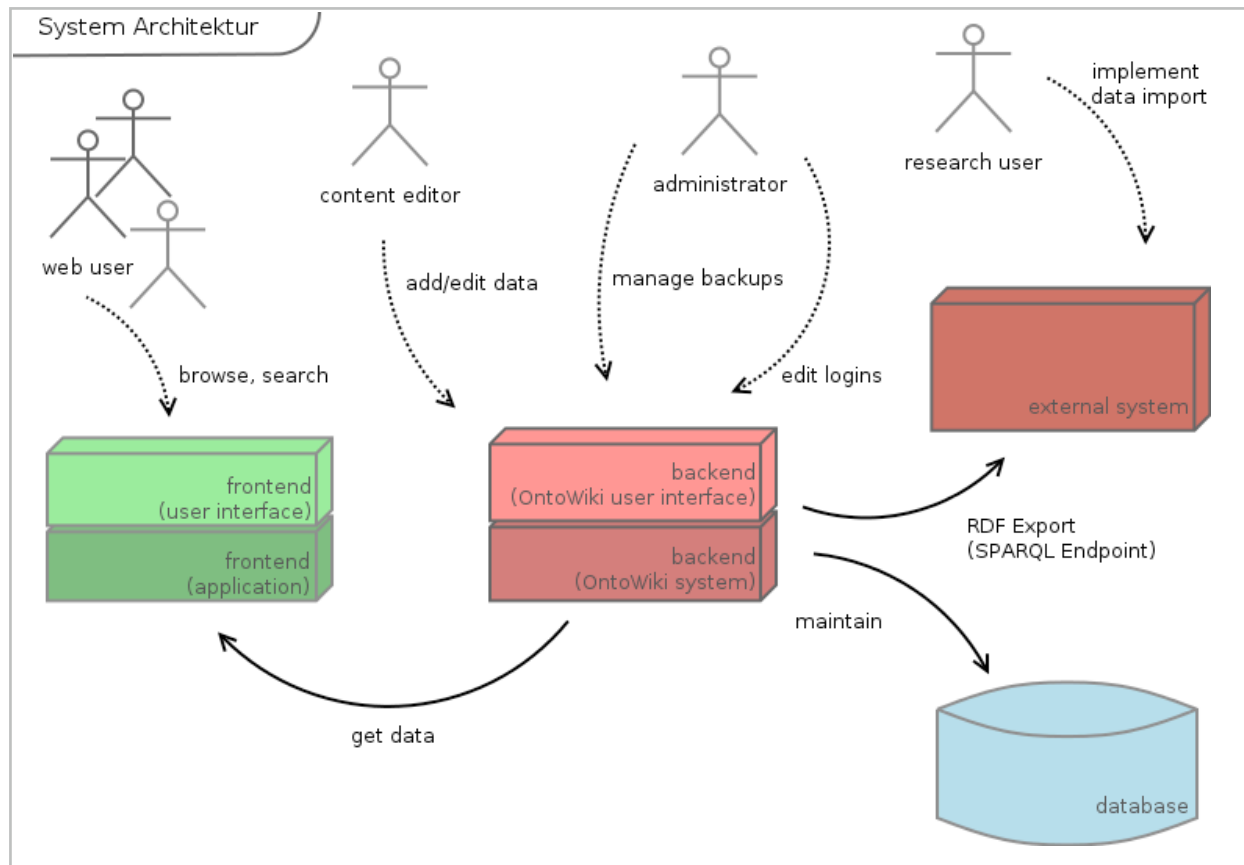 System Architektur
implement
data import
research user
administrator
content editor
web user
add/edit data
manage backups
browse, search
edit logins
external system
frontend
(user interface)
frontend
(application)
backend
(OntoWiki user interface)
backend
(OntoWiki system)
RDF Export
(SPARQL Endpoint)
maintain
get data
database